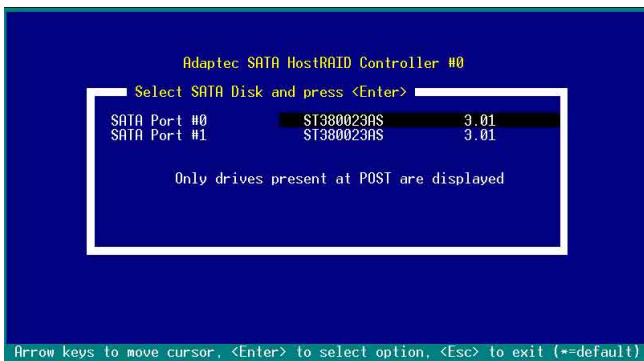 Adaptec SATA HostRAID Controller #0
Select SATA Disk and press <Enter>
SATA Port #0 ST380023AS 3.01
SATA Port #1 ST380023AS 3.01
Only drives present at POST are displayed
Arrow keys to move cursor, <Enter> to select option, <Esc> to exit (*=default)